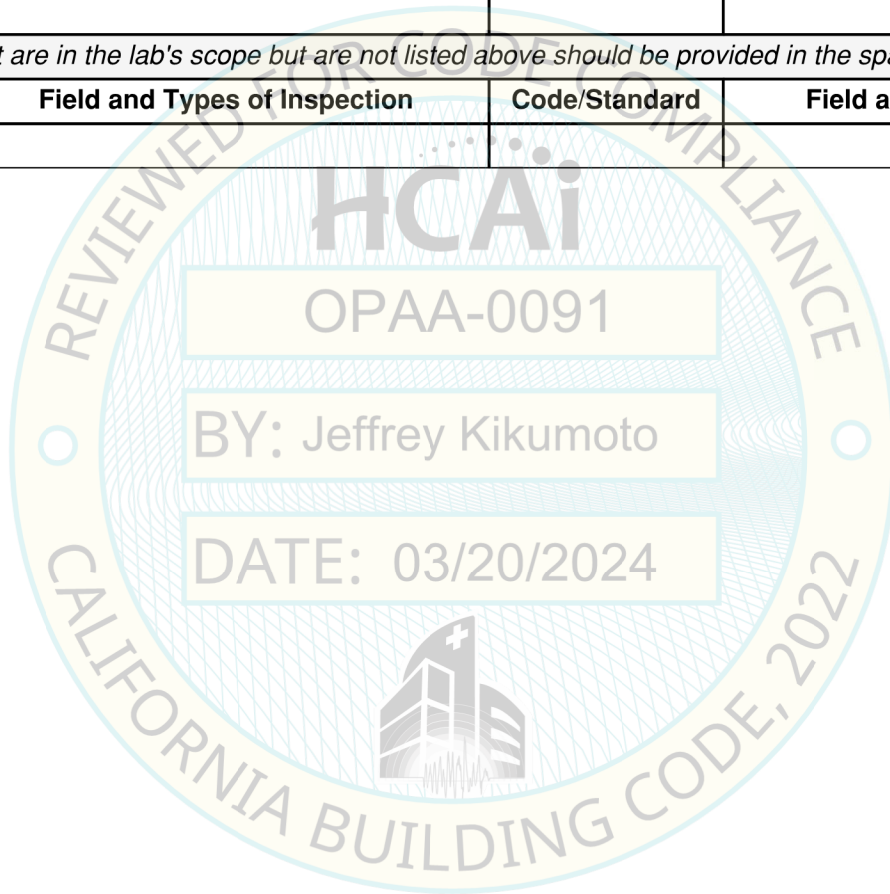 t are in the lab's scope but are not listed above should be provided in the spa
Field and Types of Inspection Code/Standard Field a
REVIEWED FOR CODE COMPLIANCE
HCAi
OPAA-0091
BY: Jeffrey Kikumoto
DATE: 03/20/2024
CALIFORNIA BUILDING CODE, 2022